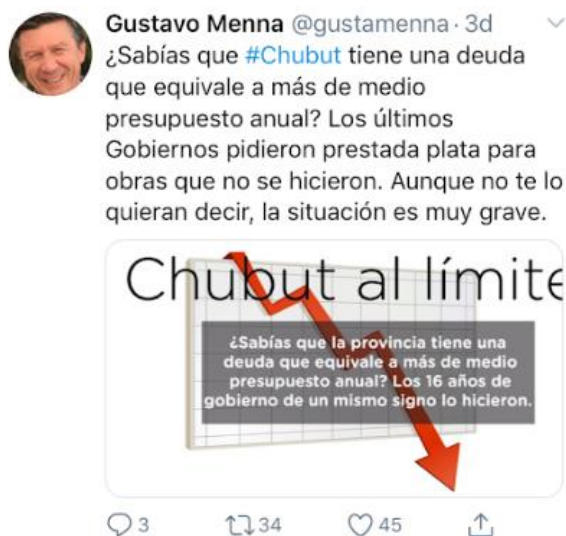 Gustavo Menna @gustamenna · 3d
¿Sabías que #Chubut tiene una deuda
que equivale a más de medio
presupuesto anual? Los últimos
Gobiernos pidieron prestada plata para
obras que no se hicieron. Aunque no te lo
quieran decir, la situación es muy grave.
Chubut al límite
¿Sabías que la provincia tiene una
deuda que equivale a más de medio
presupuesto anual? Los 16 años de
gobierno de un mismo signo lo hicieron.
3 34 45